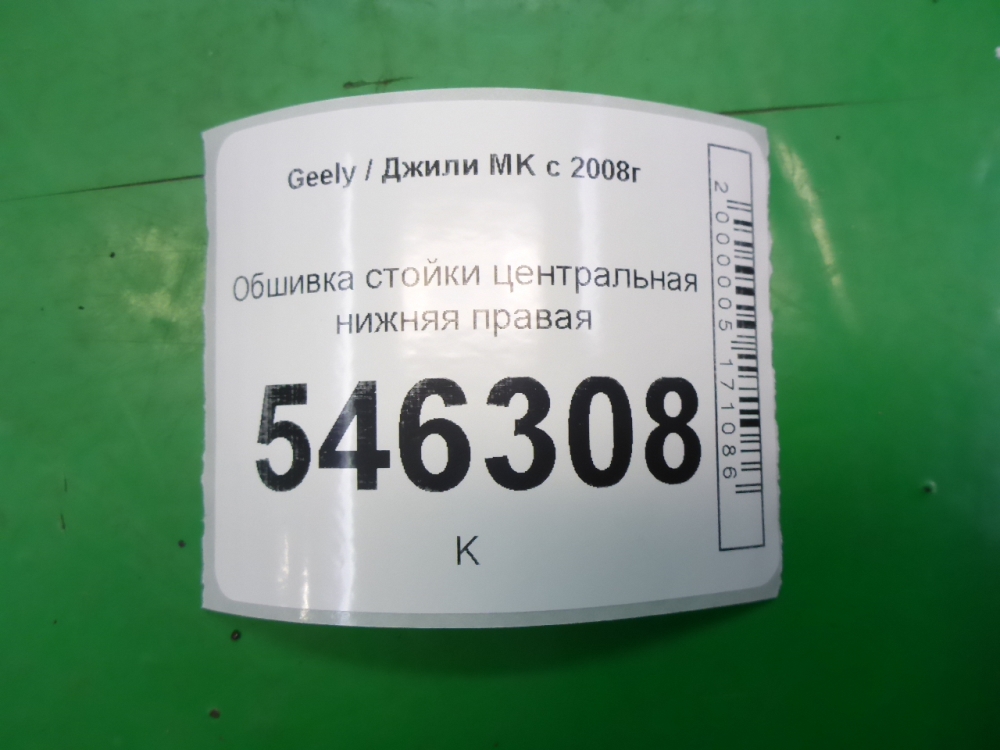 Geely / Джили МК с 2008г
Обшивка стойки центральная
нижняя правая
546308
К
2000005171086